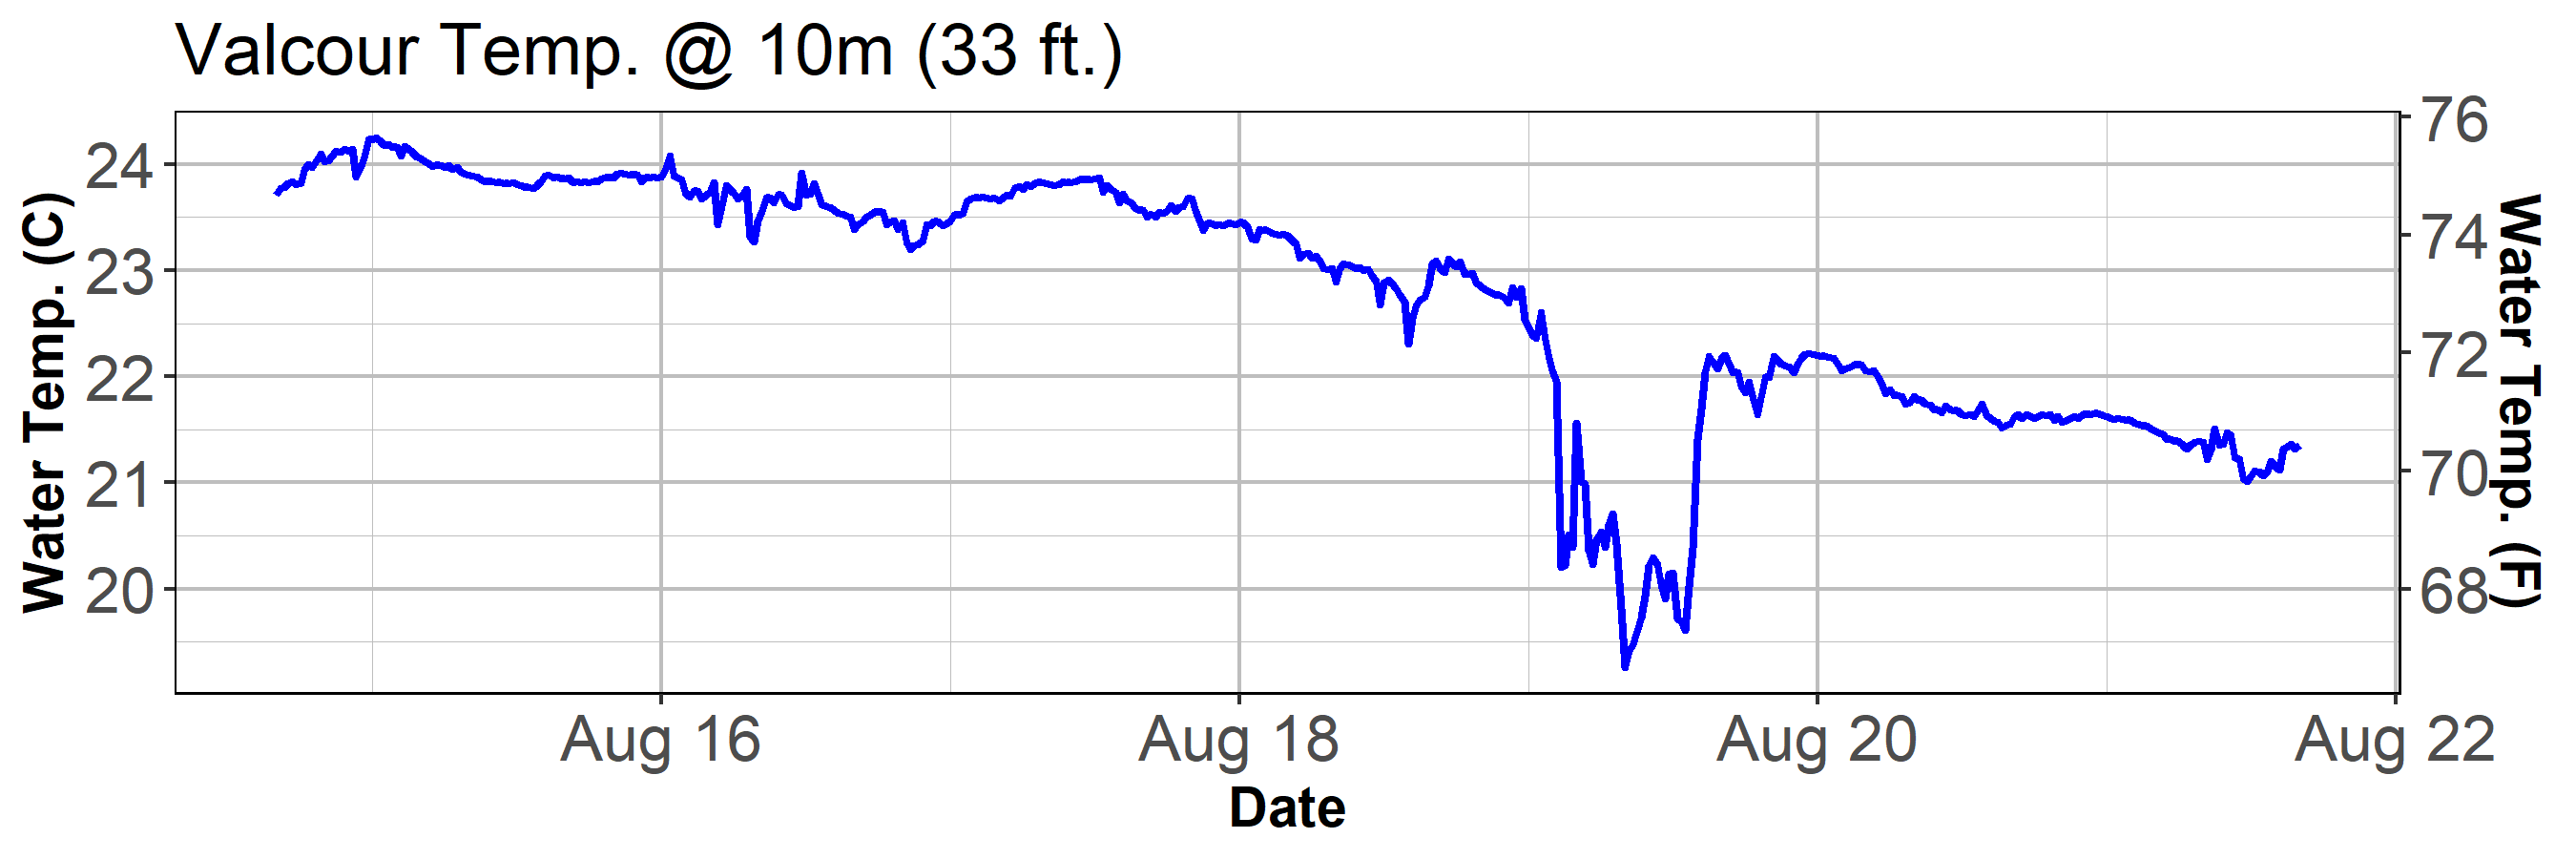 Valcour Temp. @ 10m (33 ft.)
Water Temp. (C)
24
23
22
21
20
76
74
72
70
68
Water Temp. (F)
Aug 16
Aug 18
Aug 20
Aug 22
Date